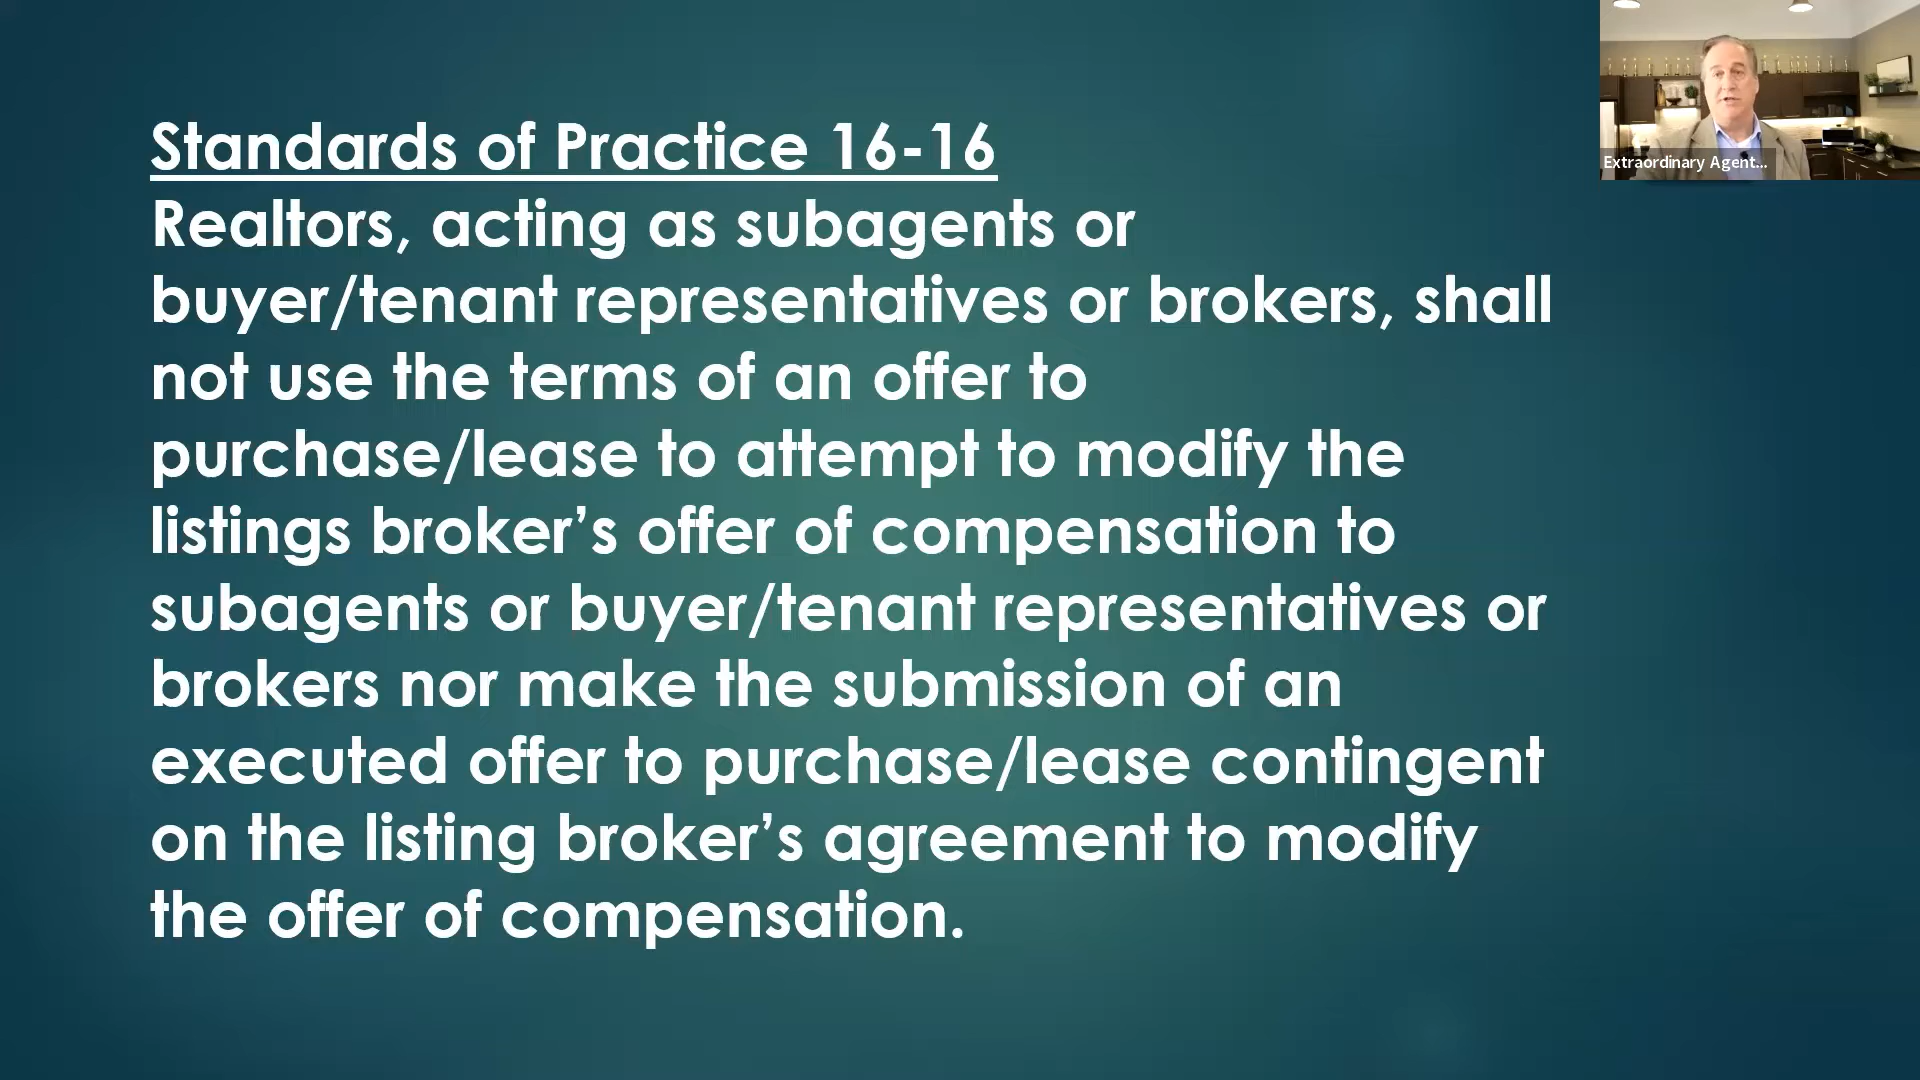 Standards of Practice 16-16
Realtors, acting as subagents or
buyer/tenant representatives or brokers, shall
not use the terms of an offer to
purchase/lease to attempt to modify the
listings broker’s offer of compensation to
subagents or buyer/tenant representatives or
brokers nor make the submission of an
executed offer to purchase/lease contingent
on the listing broker’s agreement to modify
the offer of compensation.
Extraordinary Agent...